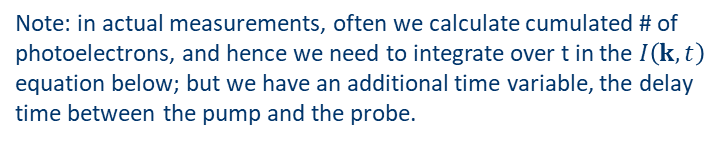 Note: in actual measurements, often we calculate cumulated # of
photoelectrons, and hence we need to integrate over t in the I(k, t)
equation below; but we have an additional time variable, the delay
time between the pump and the probe.